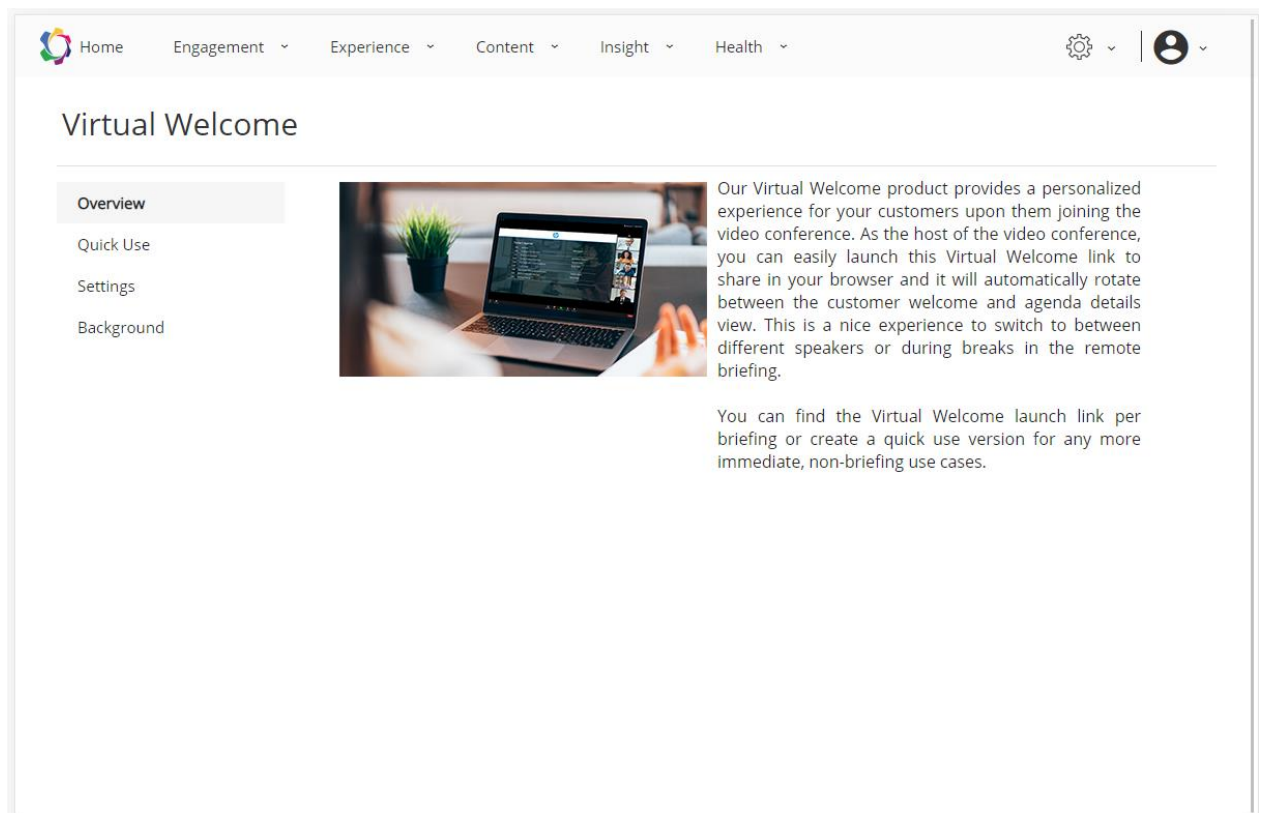 Home Engagement Experience Content Insight Health
Virtual Welcome
Overview
Quick Use
Settings
Background
Our Virtual Welcome product provides a personalized
experience for your customers upon them joining the
video conference. As the host of the video conference,
you can easily launch this Virtual Welcome link to
share in your browser and it will automatically rotate
between the customer welcome and agenda details
view. This is a nice experience to switch to between
different speakers or during breaks in the remote
briefing.
You can find the Virtual Welcome launch link per
briefing or create a quick use version for any more
immediate, non-briefing use cases.